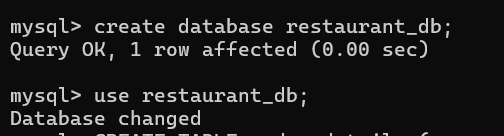 mysql> create database restaurant_db;
Query OK, 1 row affected (0.00 sec)
mysql> use restaurant_db;
Database changed